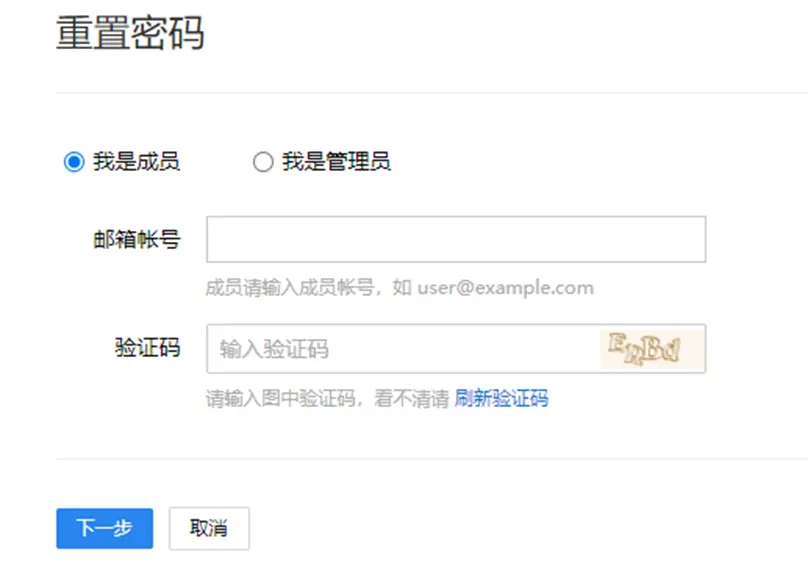 重置密码
我是成员 我是管理员
邮箱帐号
成员请输入成员帐号，如 user@example.com
验证码 输入验证码
请输入图中验证码，看不清请 刷新验证码
下一步 取消